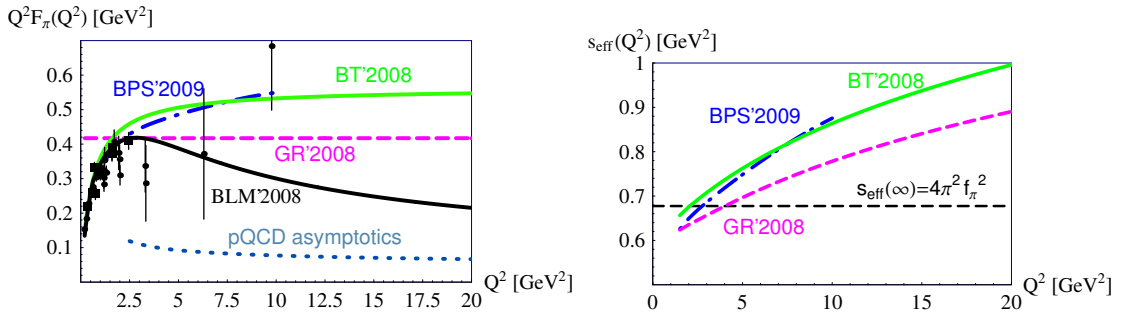 Q²F_π(Q²) [GeV²]
0.6
0.5
0.4
0.3
0.2
0.1
BT'2008
BPS'2009
GR'2008
BLM'2008
pQCD asymptotics
2.5 5 7.5 10 12.5 15 17.5 20
Q² [GeV²]
s_eff(Q²) [GeV²]
1
0.9
0.8
0.7
0.6
BT'2008
BPS'2009
s_eff(∞)=4π² f_π²
GR'2008
0 5 10 15 20
Q² [GeV²]